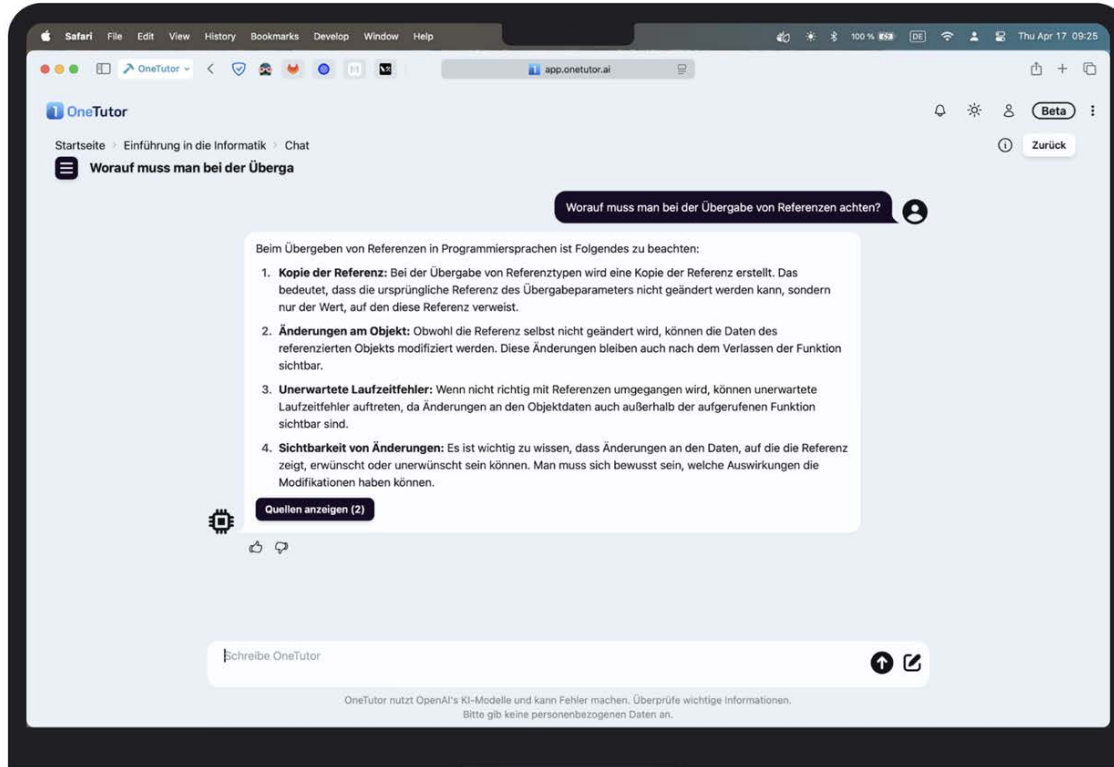 Safari File Edit View History Bookmarks Develop Window Help 100 % DE Thu Apr 17 09:25
OneTutor app.onetutor.ai
OneTutor Beta
Startseite > Einführung in die Informatik > Chat Zurück
Worauf muss man bei der Überga
Worauf muss man bei der Übergabe von Referenzen achten?
Beim Übergeben von Referenzen in Programmiersprachen ist Folgendes zu beachten:
1. Kopie der Referenz: Bei der Übergabe von Referenztypen wird eine Kopie der Referenz erstellt. Das
bedeutet, dass die ursprüngliche Referenz des Übergabeparameters nicht geändert werden kann, sondern
nur der Wert, auf den diese Referenz verweist.
2. Änderungen am Objekt: Obwohl die Referenz selbst nicht geändert wird, können die Daten des
referenzierten Objekts modifiziert werden. Diese Änderungen bleiben auch nach dem Verlassen der Funktion
sichtbar.
3. Unerwartete Laufzeitfehler: Wenn nicht richtig mit Referenzen umgegangen wird, können unerwartete
Laufzeitfehler auftreten, da Änderungen an den Objektdaten auch außerhalb der aufgerufenen Funktion
sichtbar sind.
4. Sichtbarkeit von Änderungen: Es ist wichtig zu wissen, dass Änderungen an den Daten, auf die die Referenz
zeigt, erwünscht oder unerwünscht sein können. Man muss sich bewusst sein, welche Auswirkungen die
Modifikationen haben können.
Quellen anzeigen (2)
Schreibe OneTutor
OneTutor nutzt OpenAI's KI-Modelle und kann Fehler machen. Überprüfe wichtige Informationen.
Bitte gib keine personenbezogenen Daten an.